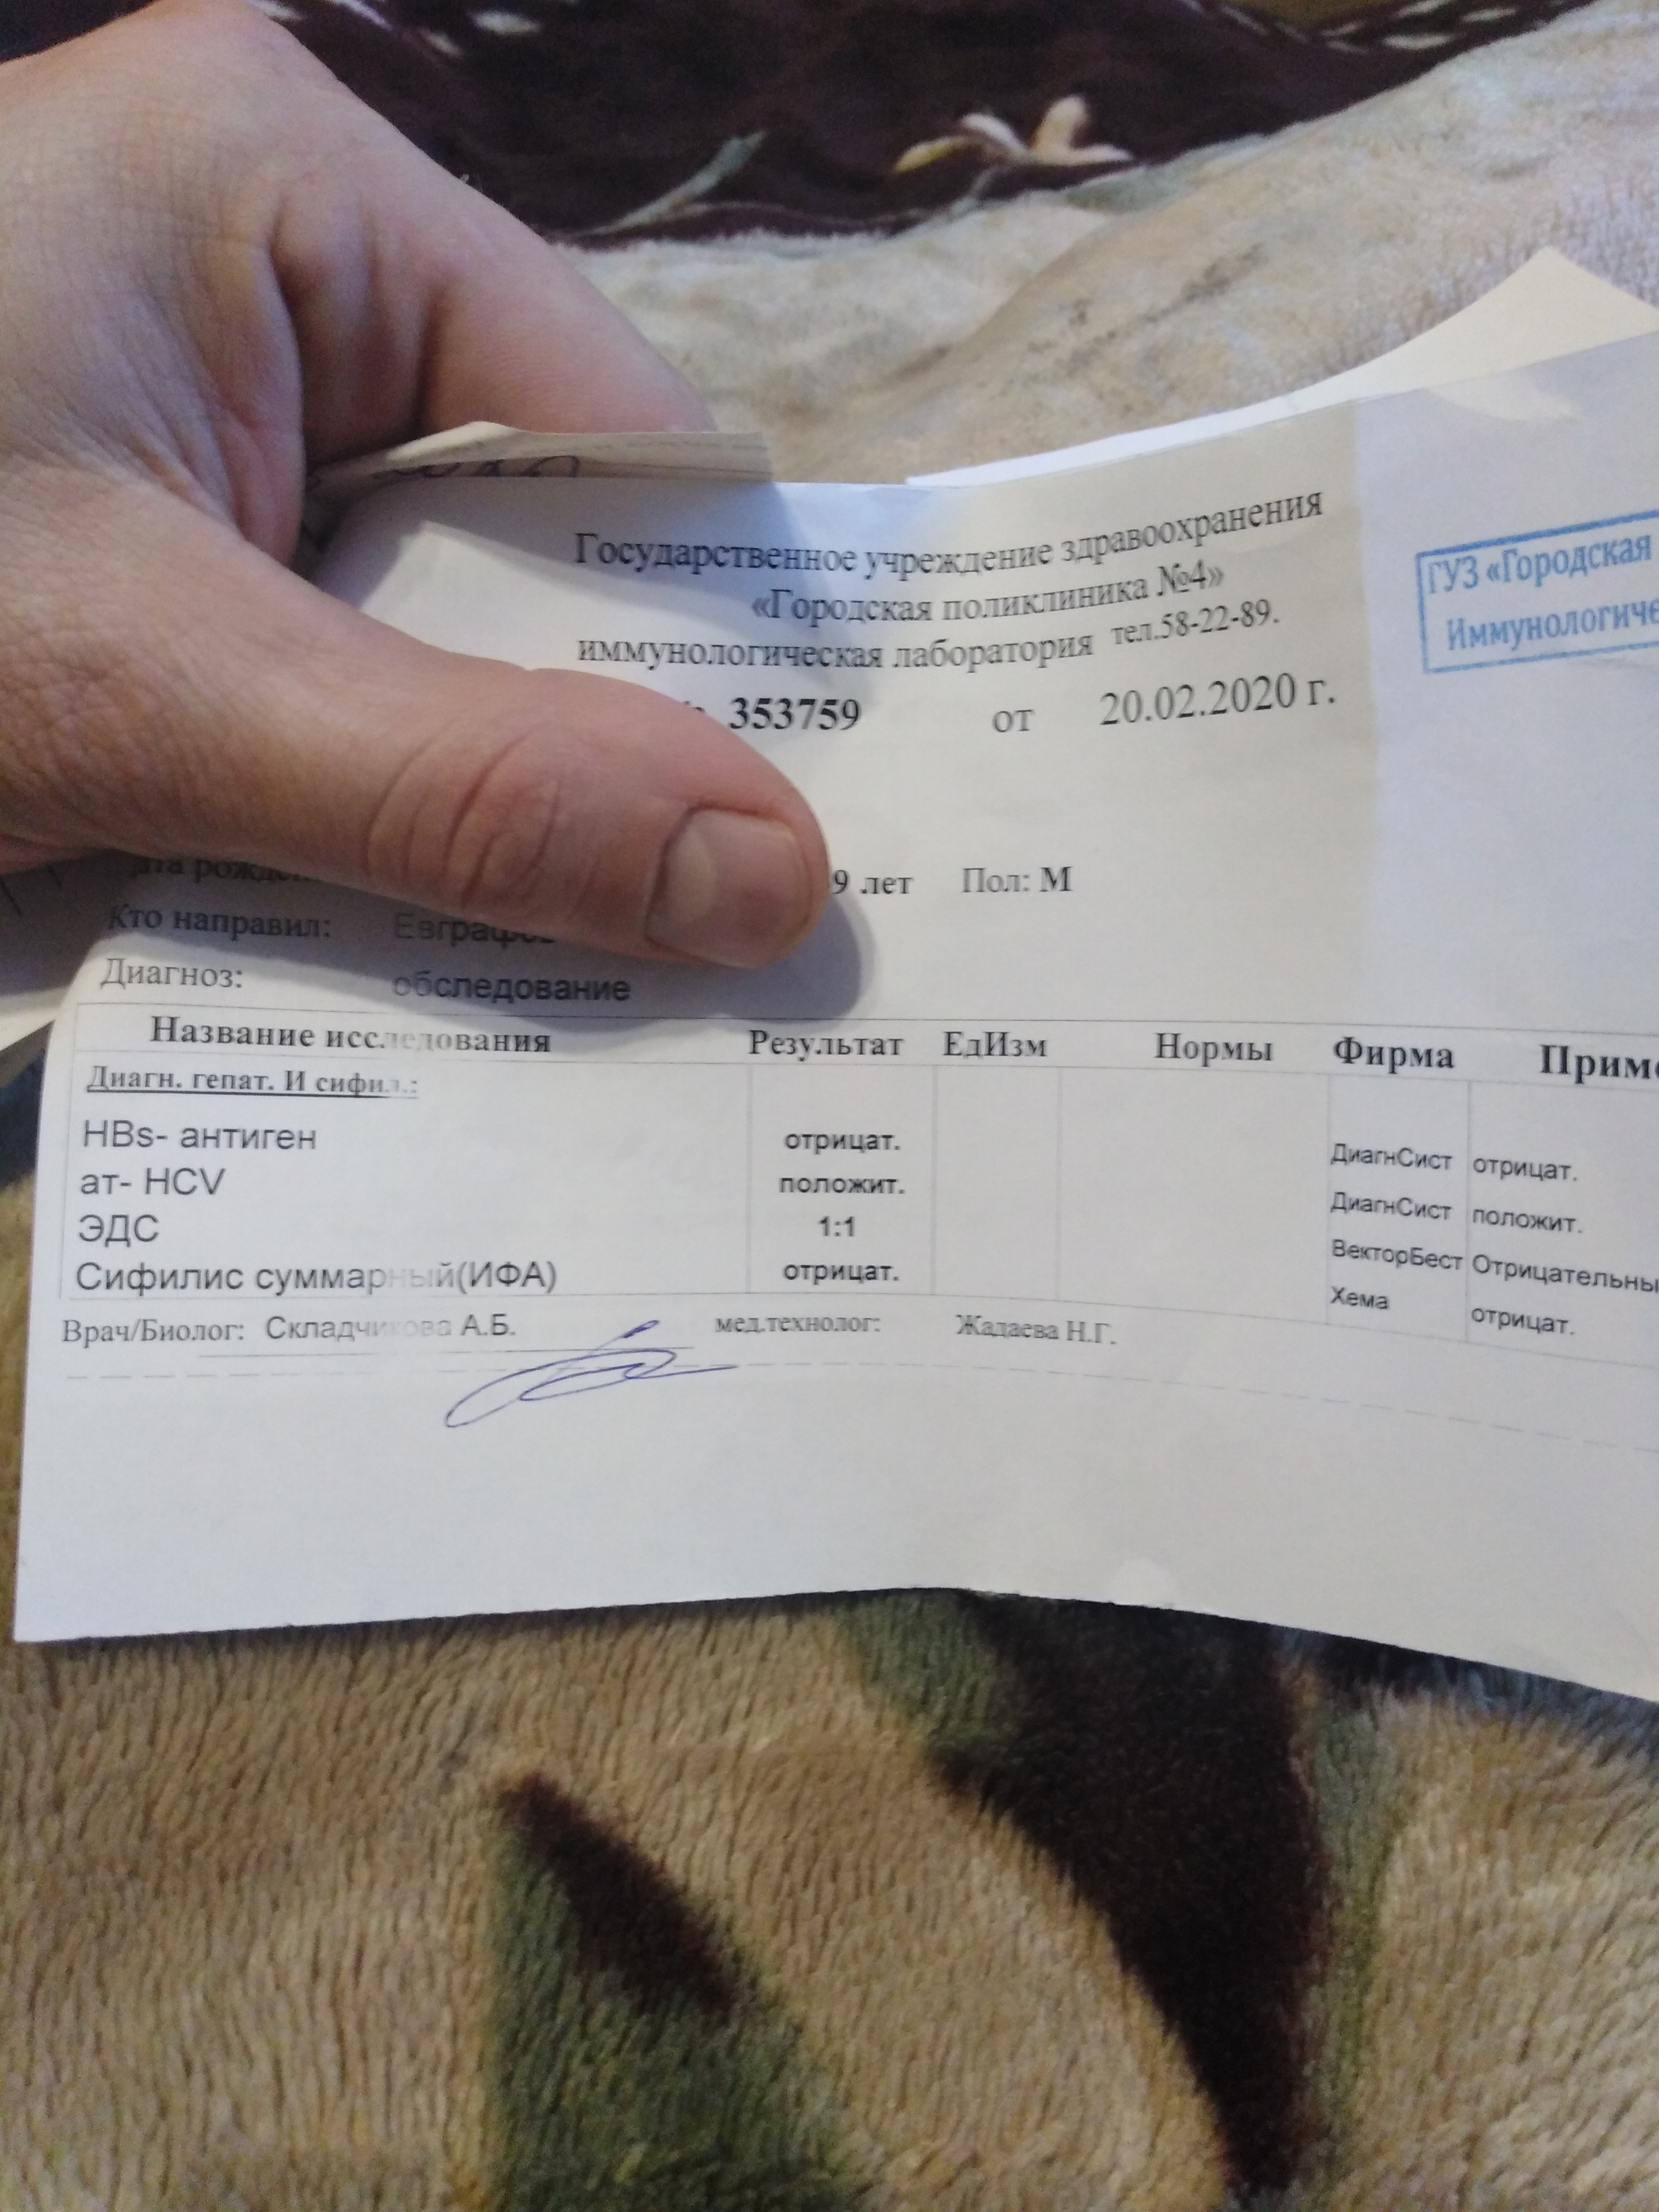 Государственное учреждение здравоохранения
«Городская поликлиника №4»
иммунологическая лаборатория тел.58-22-89.
ГУЗ «Городская
Иммунологиче
353759 от 20.02.2020 г.
9 лет Пол: М
Кто направил: Евграфов
Диагноз: обследование
Название исследования Результат ЕдИзм Нормы Фирма Приме
Диагн. гепат. И сифил.:
HBs- антиген отрицат. ДиагнСист отрицат.
ат- HCV положит. ДиагнСист положит.
ЭДС 1:1 ВекторБест Отрицательны
Сифилис суммарный(ИФА) отрицат. Хема отрицат.
Врач/Биолог: Складчикова А.Б. мед.технолог: Жадаева Н.Г.